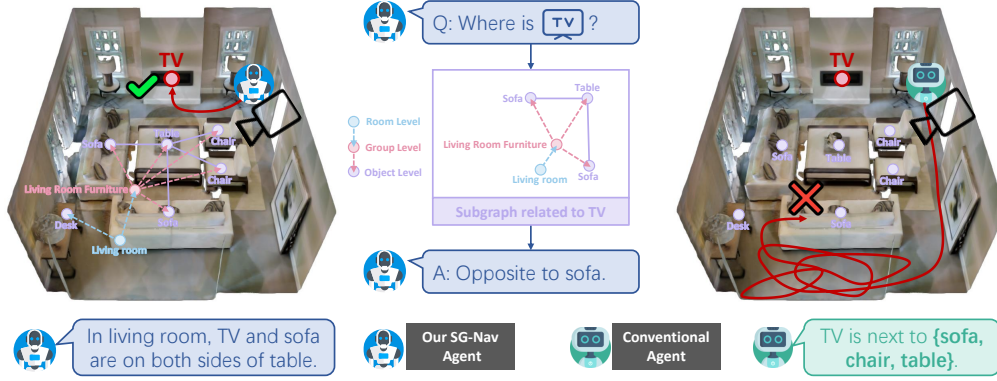 TV
Sofa
Table
Chair
Chair
Living Room Furniture
Sofa
Desk
Living room
In living room, TV and sofa
are on both sides of table.
Q: Where is TV ?
Room Level
Group Level
Object Level
Sofa
Table
Living Room Furniture
Living room
Sofa
Subgraph related to TV
A: Opposite to sofa.
Our SG-Nav
Agent
Conventional
Agent
TV
Sofa
Table
Chair
Chair
Desk
Sofa
TV is next to {sofa,
chair, table}.